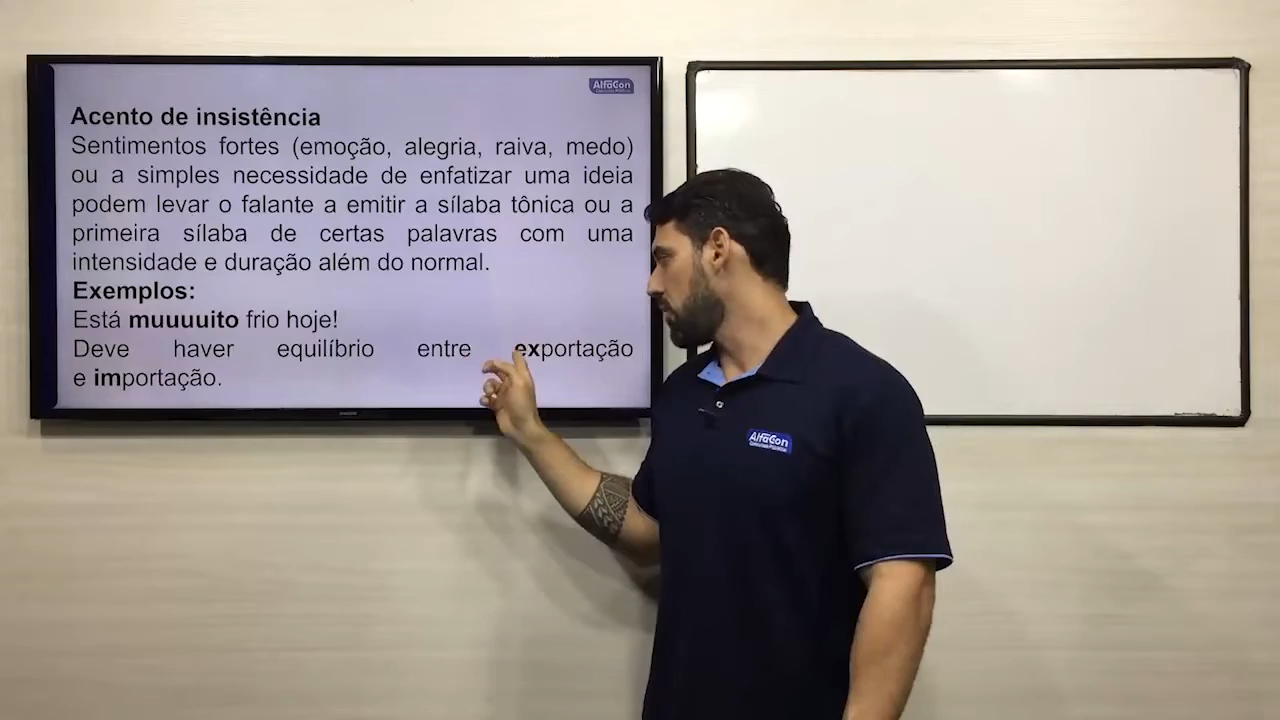 AlfaCon
Acento de insistência
Sentimentos fortes (emoção, alegria, raiva, medo)
ou a simples necessidade de enfatizar uma ideia
podem levar o falante a emitir a sílaba tônica ou a
primeira sílaba de certas palavras com uma
intensidade e duração além do normal.
Exemplos:
Está muuuuito frio hoje!
Deve haver equilíbrio entre exportação
e importação.
AlfaCon